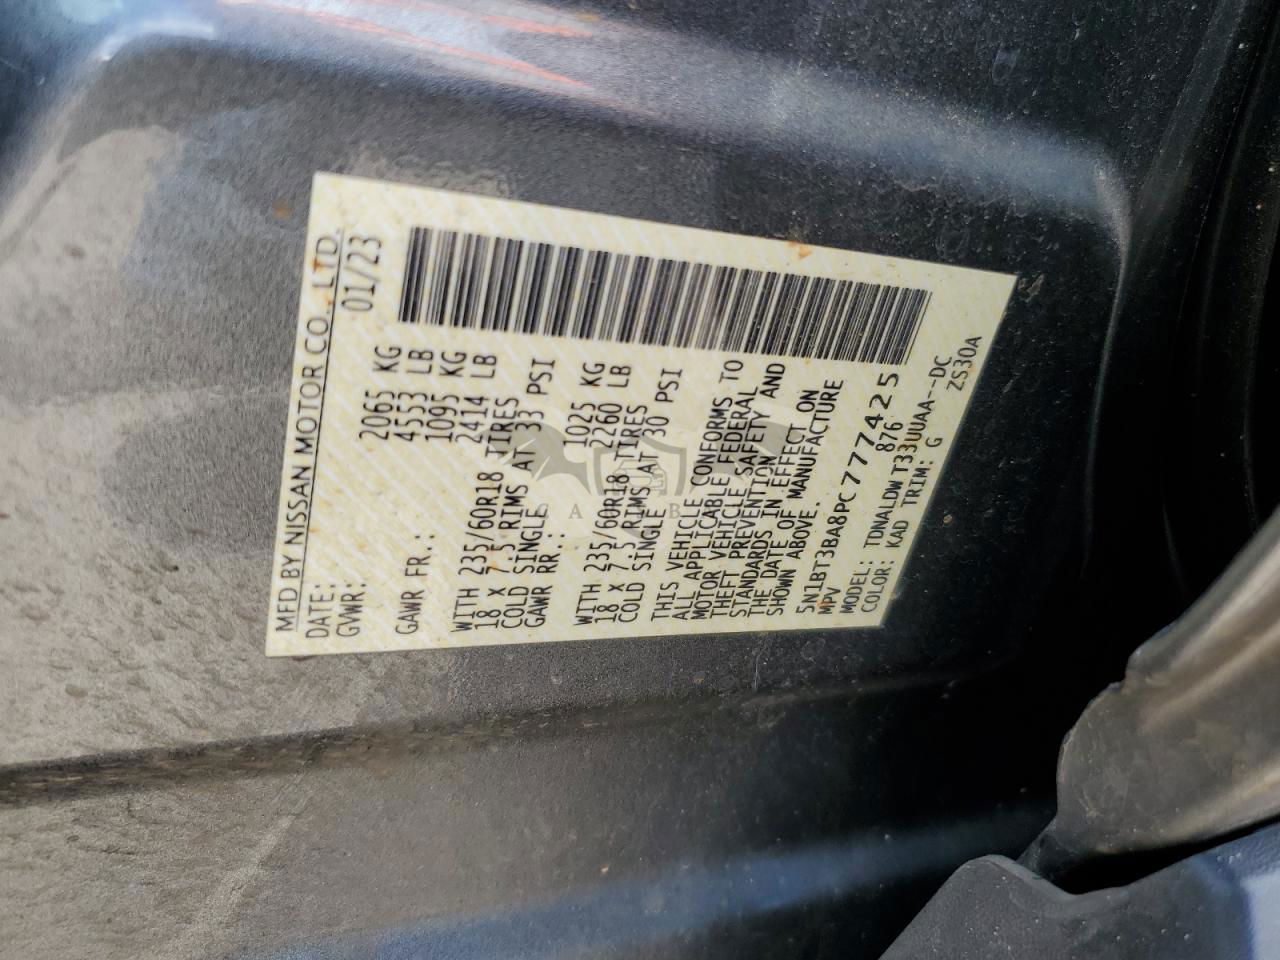 MFD BY NISSAN MOTOR CO., LTD.
DATE: 01/23
GVWR: 2065 KG
4553 LB
GAWR FR.: 1095 KG
2414 LB
WITH 235/60R18 TIRES
18 X 7.5 RIMS AT 33 PSI
COLD SINGLE
GAWR RR.: 1025 KG
2260 LB
WITH 235/60R18 TIRES
18 X 7.5 RIMS AT 30 PSI
COLD SINGLE
THIS VEHICLE CONFORMS TO
ALL APPLICABLE FEDERAL
MOTOR VEHICLE SAFETY AND
THEFT PREVENTION
STANDARDS IN EFFECT ON
THE DATE OF MANUFACTURE
SHOWN ABOVE.
5N1BT3BA8PC777425
MPV 876
MODEL: TDNALDWT33UUAA--DC
COLOR: KAD TRIM: G ZS30A